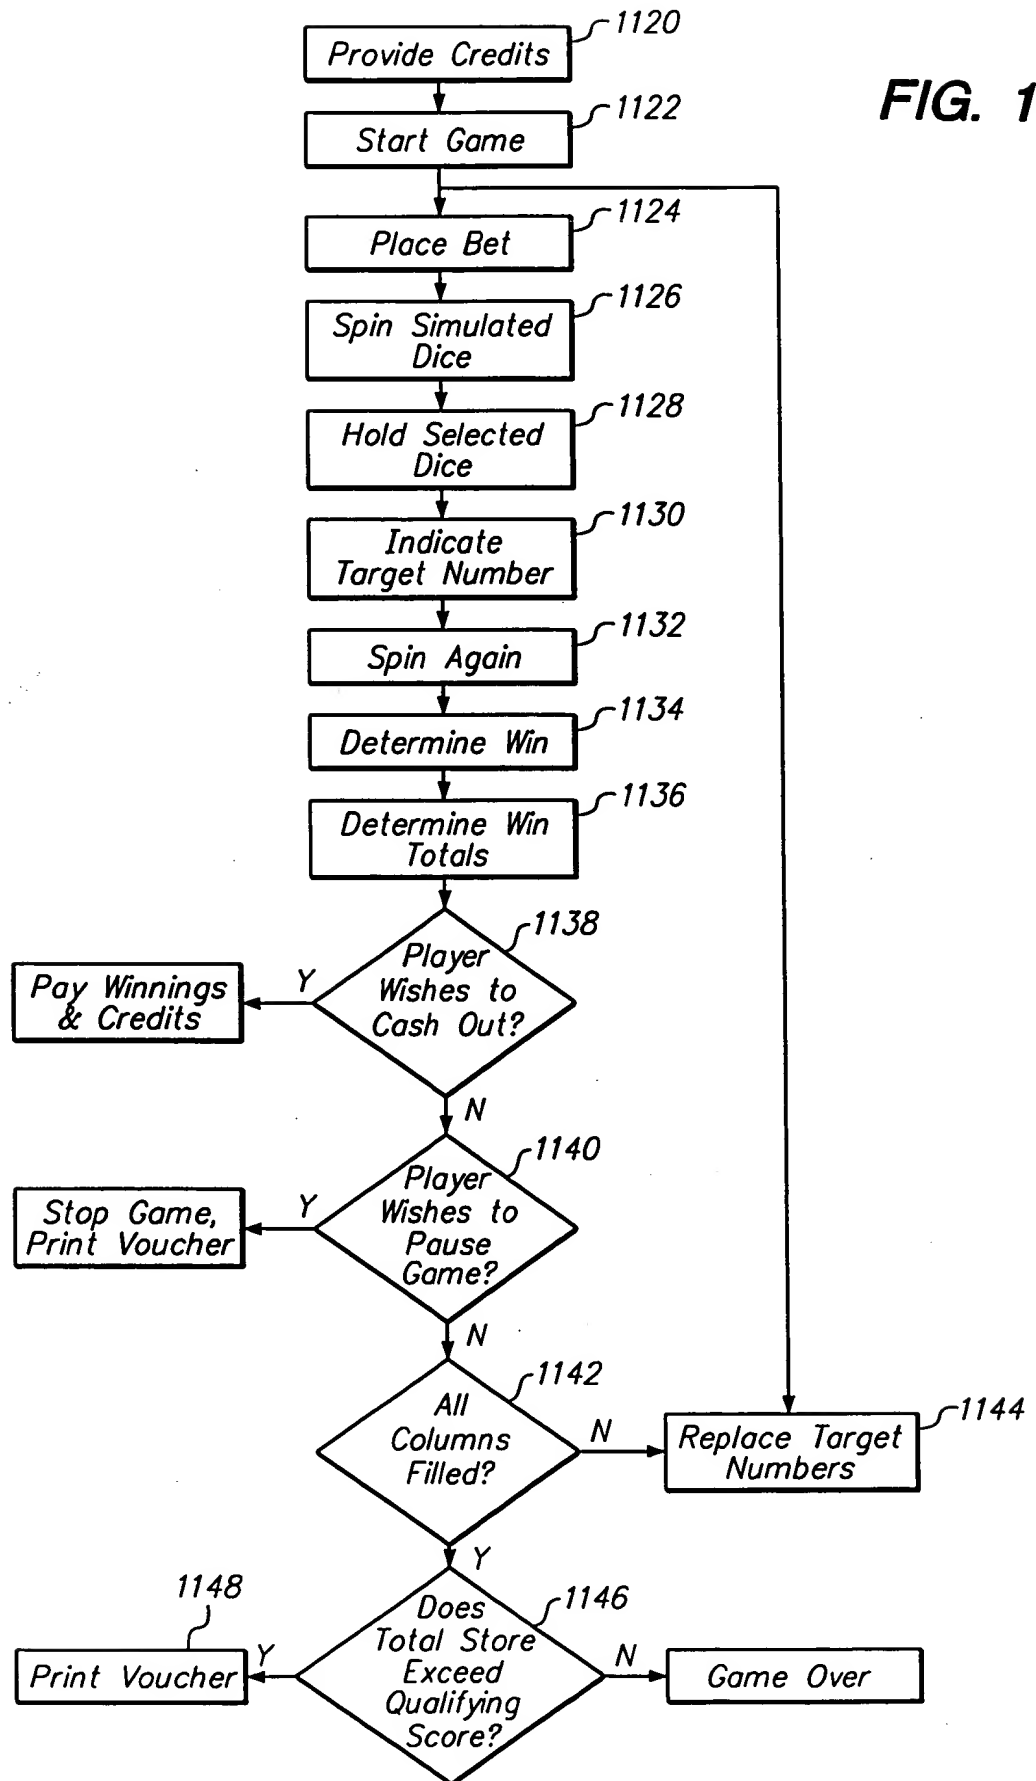 1120
Provide Credits
FIG. 1
1122
Start Game
1124
Place Bet
1126
Spin Simulated
Dice
1128
Hold Selected
Dice
1130
Indicate
Target Number
1132
Spin Again
1134
Determine Win
1136
Determine Win
Totals
1138
Player
Wishes to
Cash Out?
Y
Pay Winnings
& Credits
N
1140
Player
Wishes to
Pause
Game?
Y
Stop Game,
Print Voucher
N
1142
All
Columns
Filled?
N
1144
Replace Target
Numbers
Y
1146
Does
Total Store
Exceed
Qualifying
Score?
1148
Y
Print Voucher
N
Game Over